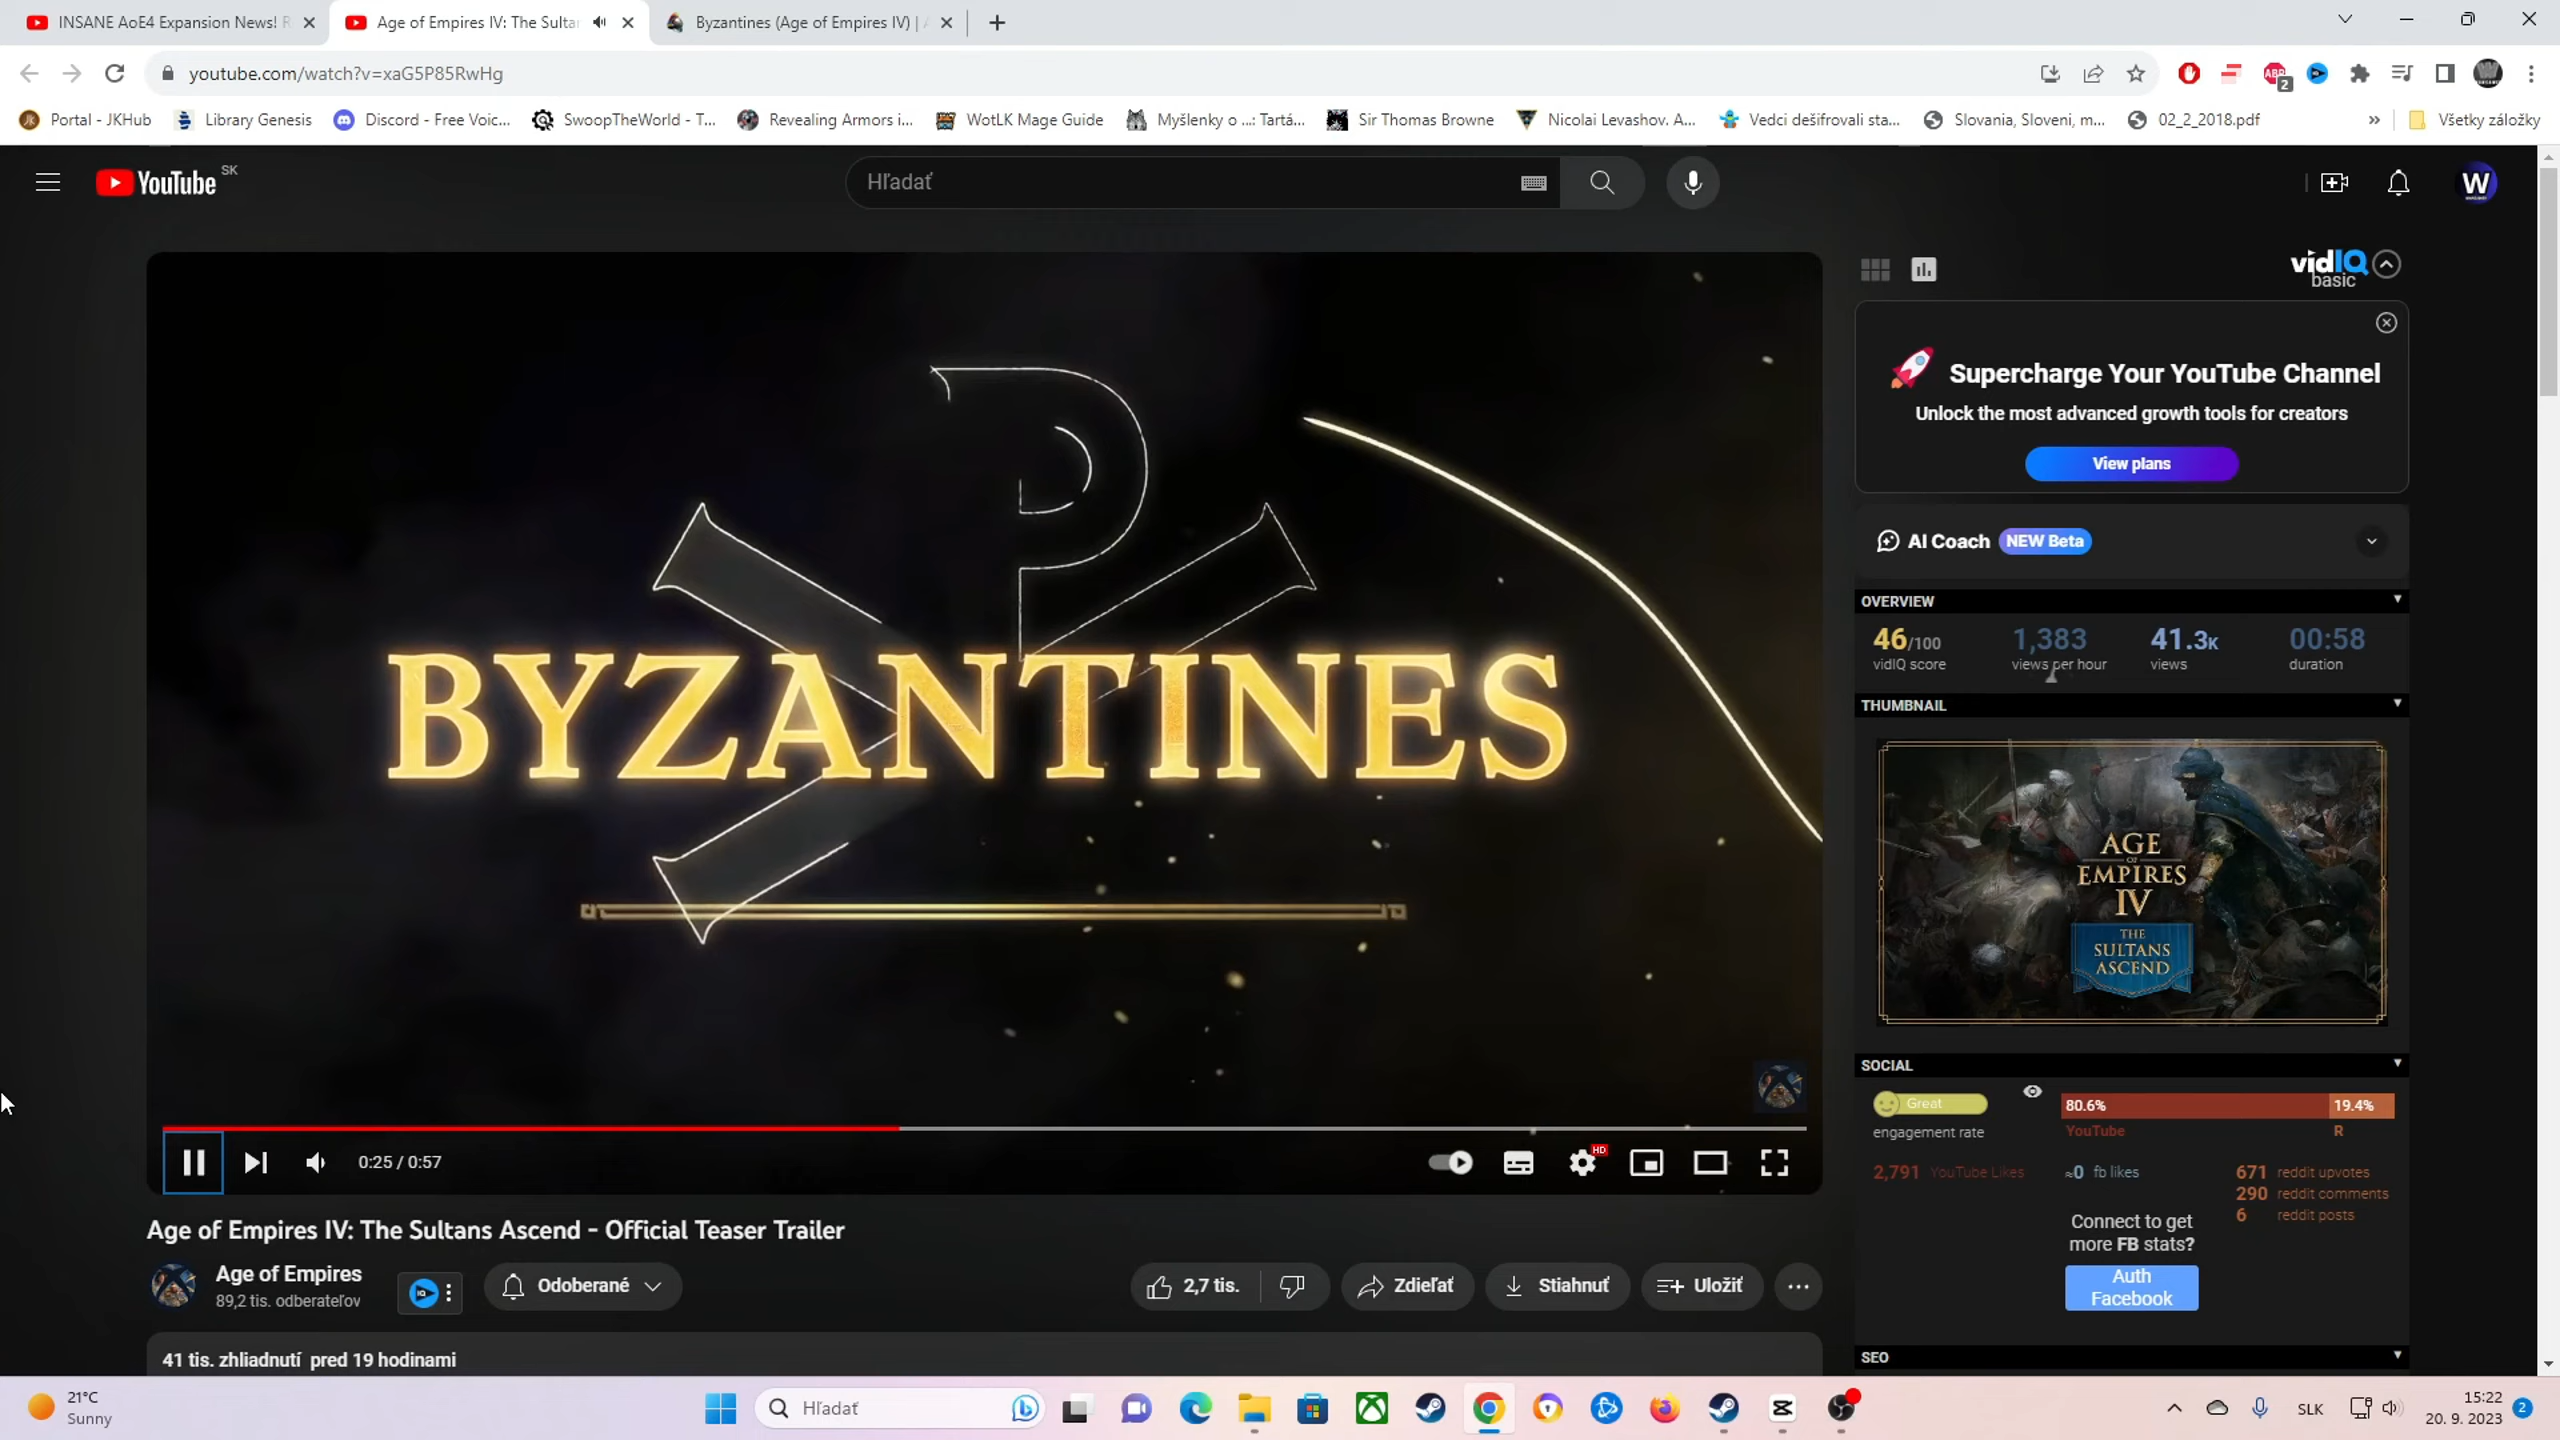 INSANE AoE4 Expansion News! R
Age of Empires IV: The Sultan
Byzantines (Age of Empires IV) | A
youtube.com/watch?v=xaG5P85RwHg
ABP
2
Portal - JKHub
Library Genesis
Discord - Free Voic...
SwoopTheWorld - T...
Revealing Armors i...
WotLK Mage Guide
Myšlenky o ...: Tartá...
Sir Thomas Browne
Nicolai Levashov. A...
Vedci dešifrovali sta...
Slovania, Sloveni, m...
02_2_2018.pdf
»
Všetky záložky
YouTube SK
Hľadať
W
vidIQ
basic
Supercharge Your YouTube Channel
Unlock the most advanced growth tools for creators
View plans
AI Coach NEW Beta
OVERVIEW
46/100 1,383 41.3K 00:58
vidIQ score views per hour views duration
THUMBNAIL
AGE
OF
EMPIRES
IV
THE
SULTANS
ASCEND
SOCIAL
Great
engagement rate
80.6% 19.4%
YouTube R
2,791 YouTube Likes
≈0 fb likes
671 reddit upvotes
290 reddit comments
6 reddit posts
Connect to get
more FB stats?
Auth
Facebook
SEO
P
BYZANTINES
0:25 / 0:57
HD
Age of Empires IV: The Sultans Ascend - Official Teaser Trailer
Age of Empires
89,2 tis. odberateľov
IQ
Odoberané
2,7 tis.
Zdieľať
Stiahnuť
Uložiť
41 tis. zhliadnutí pred 19 hodinami
21°C
Sunny
Hľadať
SLK
15:22
20. 9. 2023
2